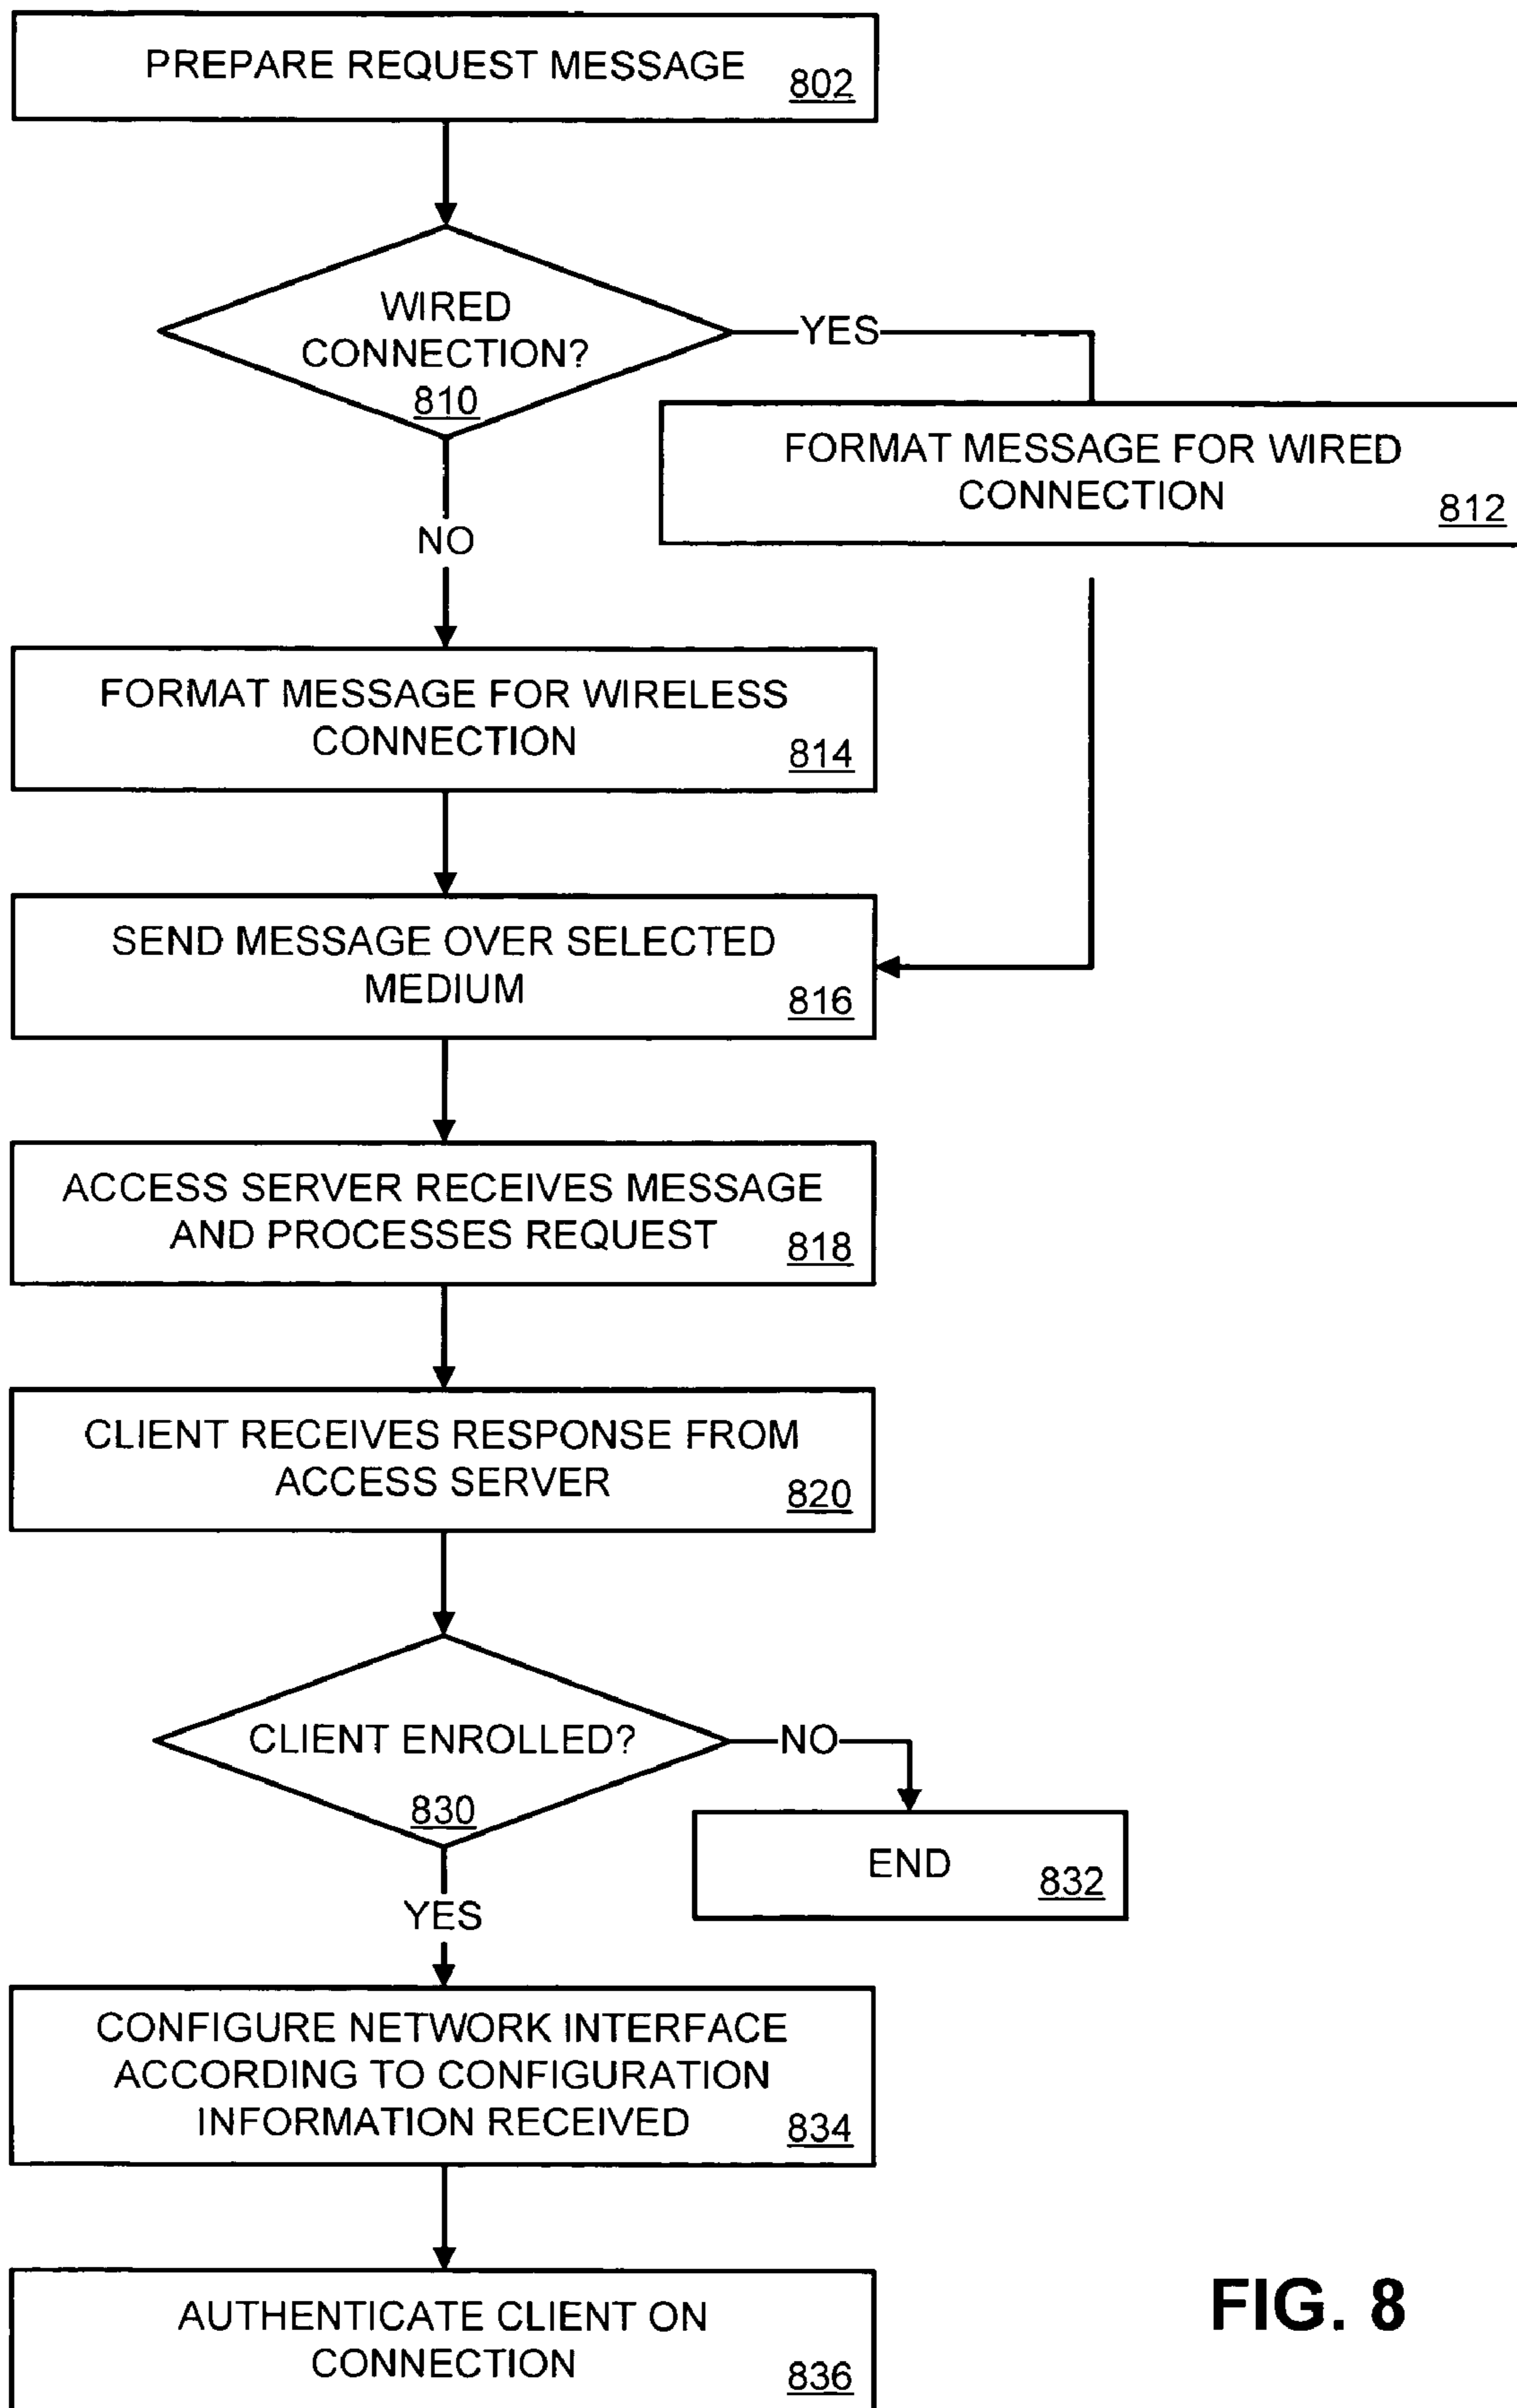 PREPARE REQUEST MESSAGE
802
WIRED
CONNECTION?
810
YES
FORMAT MESSAGE FOR WIRED
CONNECTION
812
NO
FORMAT MESSAGE FOR WIRELESS
CONNECTION
814
SEND MESSAGE OVER SELECTED
MEDIUM
816
ACCESS SERVER RECEIVES MESSAGE
AND PROCESSES REQUEST
818
CLIENT RECEIVES RESPONSE FROM
ACCESS SERVER
820
CLIENT ENROLLED?
830
NO
END
832
YES
CONFIGURE NETWORK INTERFACE
ACCORDING TO CONFIGURATION
INFORMATION RECEIVED
834
AUTHENTICATE CLIENT ON
CONNECTION
836
FIG. 8